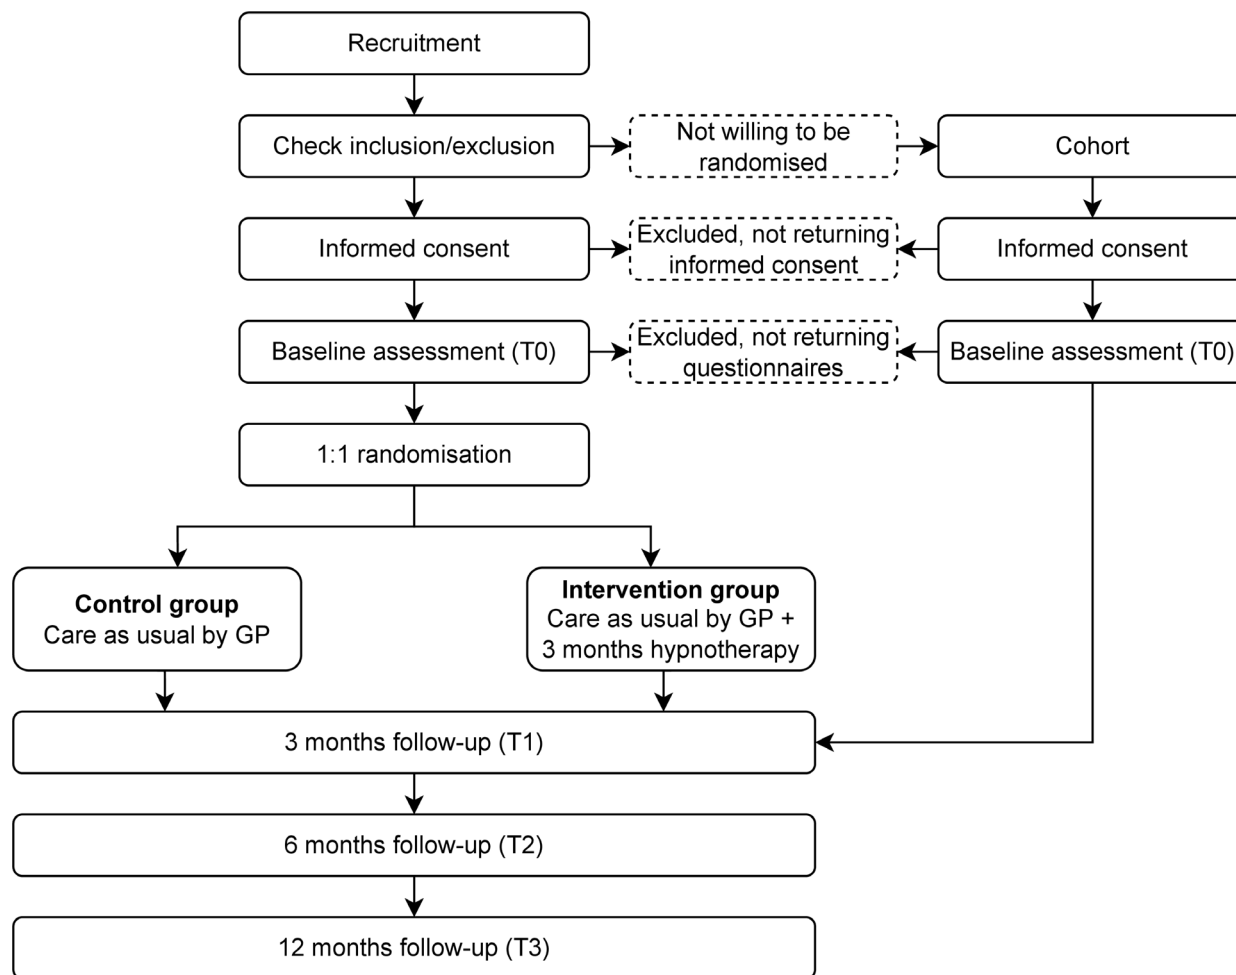 Recruitment
Check inclusion/exclusion
Not willing to be
randomised
Cohort
Informed consent
Excluded, not returning
informed consent
Informed consent
Baseline assessment (T0)
Excluded, not returning
questionnaires
Baseline assessment (T0)
1:1 randomisation
Control group
Care as usual by GP
Intervention group
Care as usual by GP +
3 months hypnotherapy
3 months follow-up (T1)
6 months follow-up (T2)
12 months follow-up (T3)